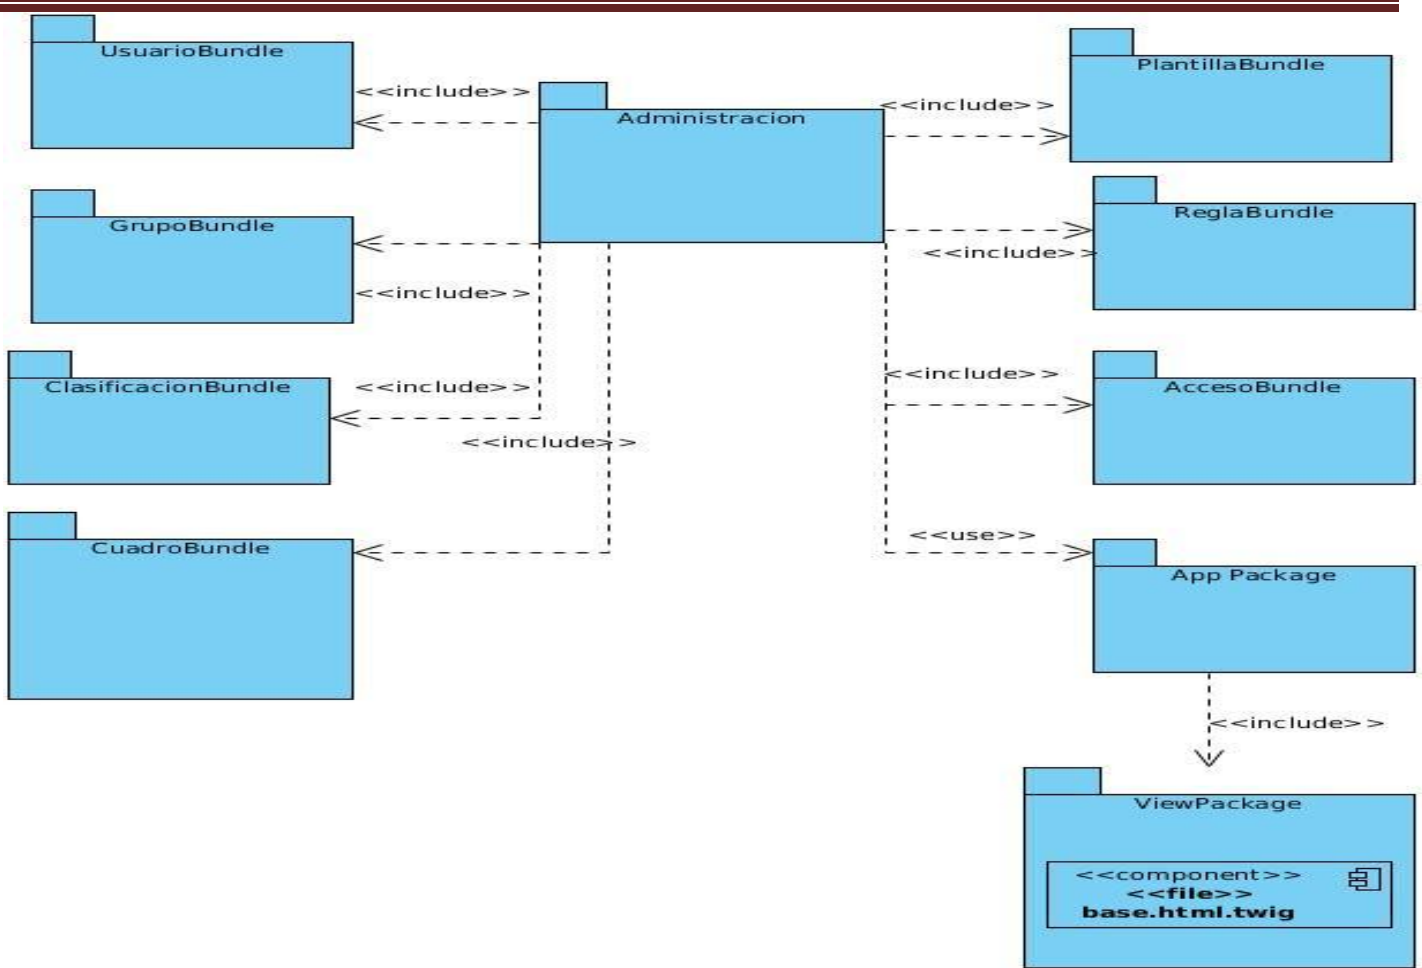 UsuarioBundle
<<include>>
Administracion
<<include>>
PlantillaBundle
GrupoBundle
<<include>>
ReglaBundle
<<include>>
ClasificacionBundle
<<include>>
<<include>>
<<include>>
AccesoBundle
CuadroBundle
<<use>>
App Package
<<include>>
ViewPackage
<<component>>
<<file>>
base.html.twig